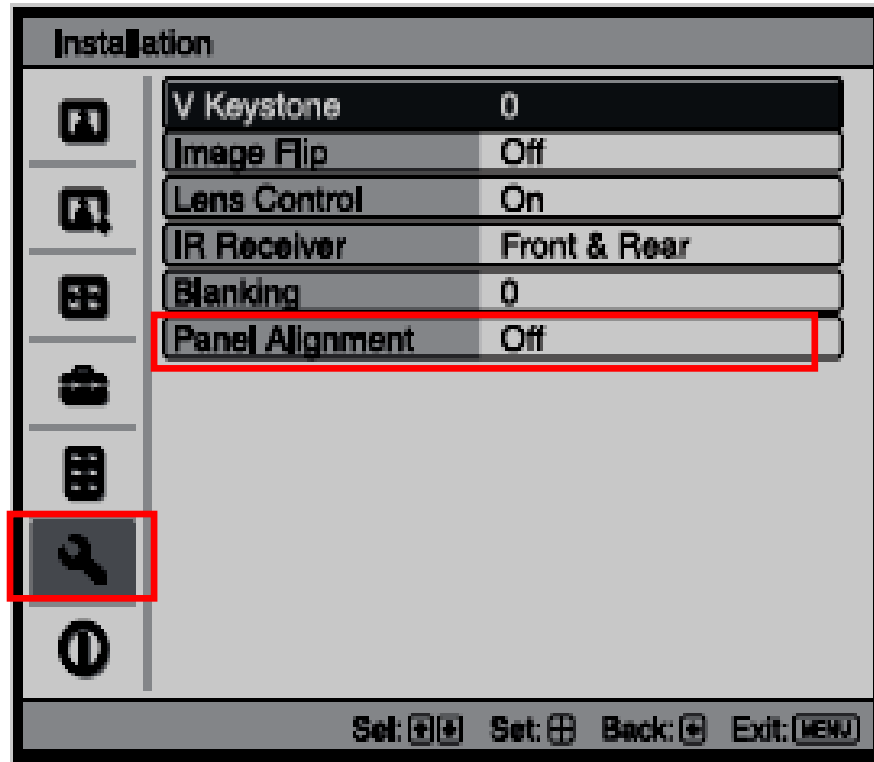 Installation
V Keystone 0
Image Flip Off
Lens Control On
IR Receiver Front & Rear
Blanking 0
Panel Alignment Off
Sel: Set: Back: Exit: MENU